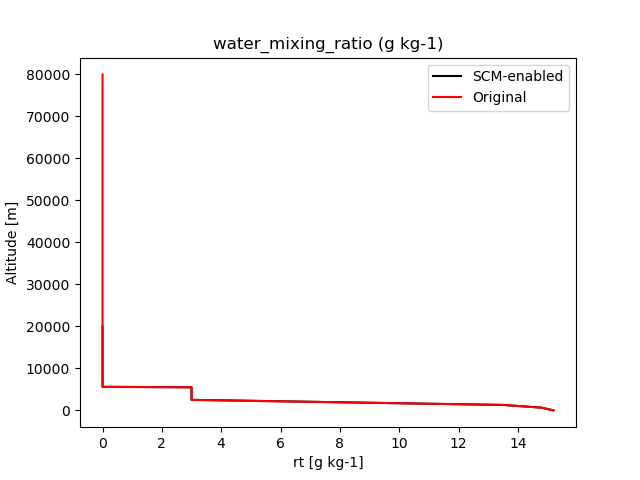 water_mixing_ratio (g kg-1)
SCM-enabled
Original
Altitude [m]
80000
70000
60000
50000
40000
30000
20000
10000
0
0 2 4 6 8 10 12 14
rt [g kg-1]